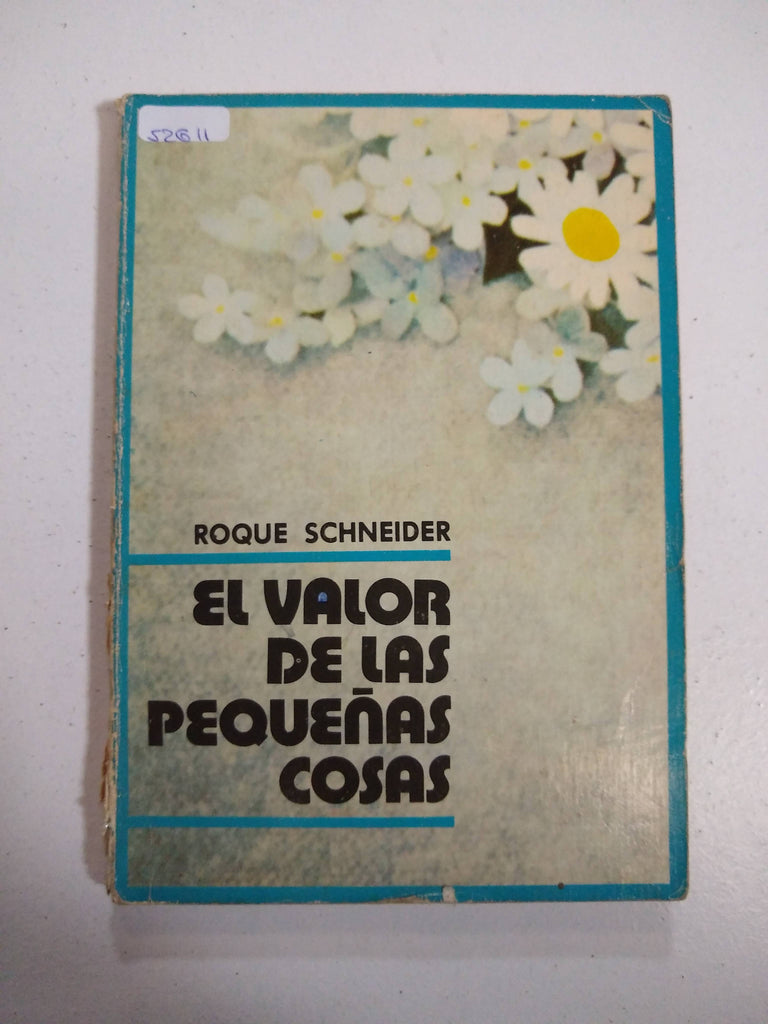 52611
ROQUE SCHNEIDER
EL VALOR
DE LAS
PEQUEÑAS
COSAS